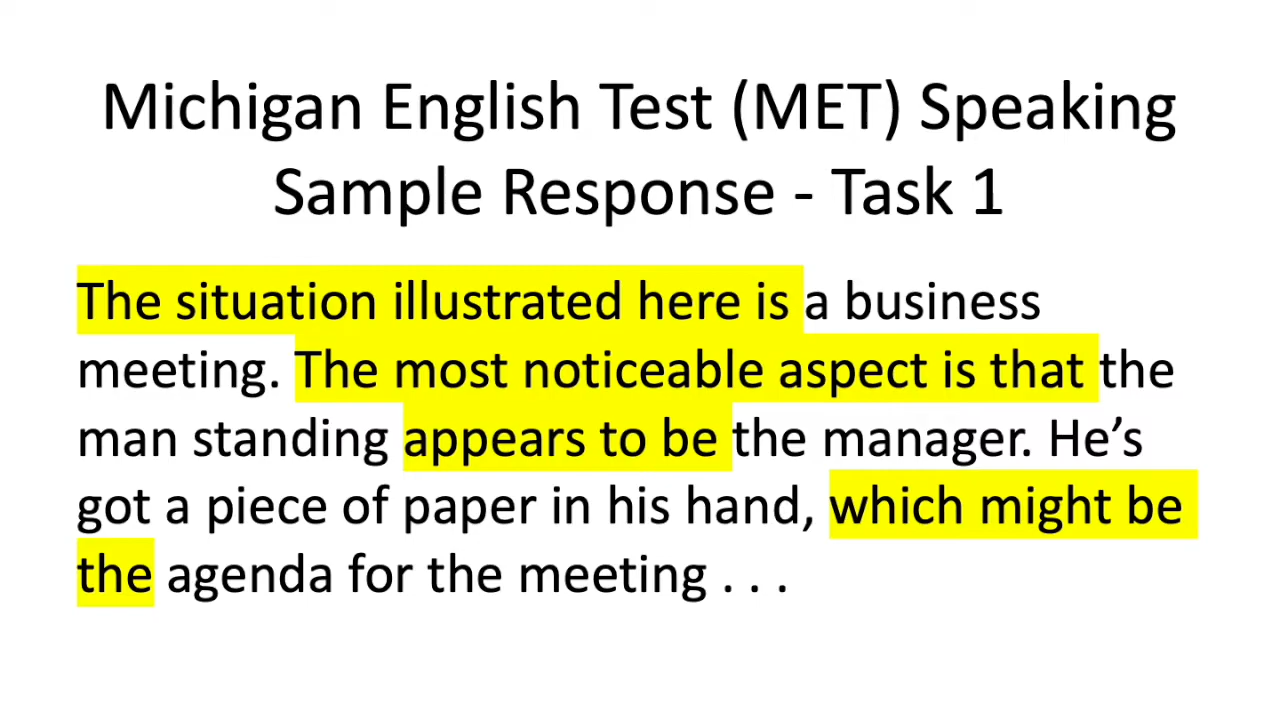 Michigan English Test (MET) Speaking
Sample Response - Task 1
The situation illustrated here is a business
meeting. The most noticeable aspect is that the
man standing appears to be the manager. He’s
got a piece of paper in his hand, which might be
the agenda for the meeting . . .